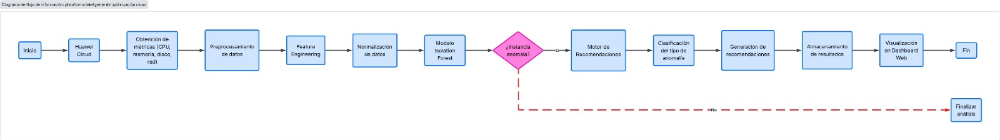 Diagrama de flujo de información: plataforma inteligente de optimización cloud
Inicio
Huawei
Cloud
Obtención de
métricas (CPU,
memoria, disco,
red)
Preprocesamiento
de datos
Feature
Engineering
Normalización
de datos
Modelo
Isolation
Forest
¿Instancia
anómala?
Sí
Motor de
Recomendaciones
Clasificación
del tipo de
anomalía
Generación de
recomendaciones
Almacenamiento
de resultados
Visualización
en Dashboard
Web
Fin
No
Finalizar
análisis